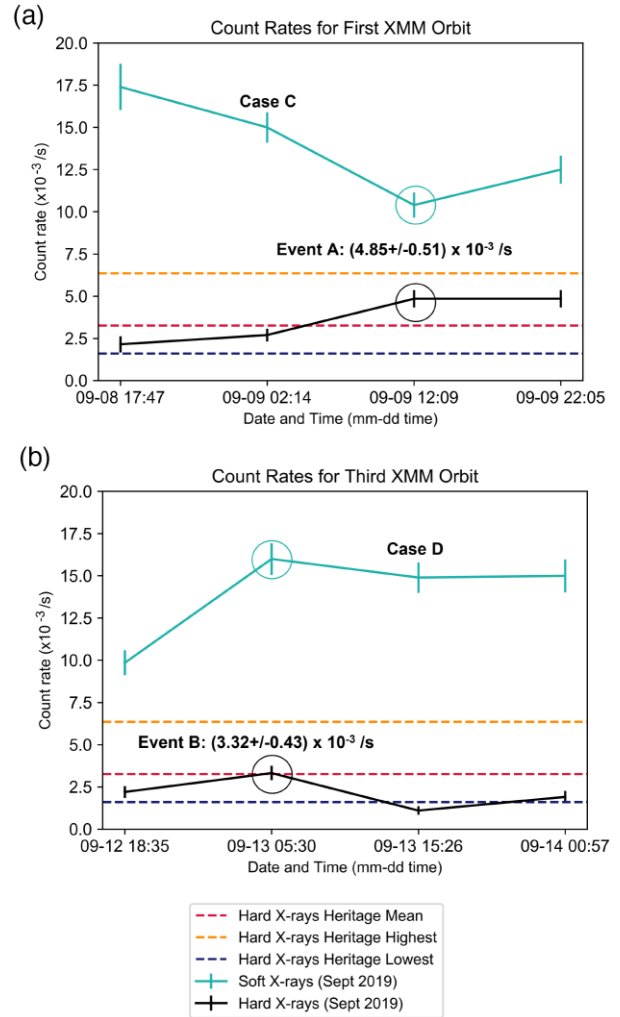 (a)
Count Rates for First XMM Orbit
20.0
17.5
15.0
12.5
10.0
7.5
5.0
2.5
0.0
Count rate (x10⁻³ /s)
Case C
Event A: (4.85+/-0.51) x 10⁻³ /s
09-08 17:47 09-09 02:14 09-09 12:09 09-09 22:05
Date and Time (mm-dd time)
(b)
Count Rates for Third XMM Orbit
20.0
17.5
15.0
12.5
10.0
7.5
5.0
2.5
0.0
Count rate (x10⁻³/s)
Case D
Event B: (3.32+/-0.43) x 10⁻³ /s
09-12 18:35 09-13 05:30 09-13 15:26 09-14 00:57
Date and Time (mm-dd time)
Hard X-rays Heritage Mean
Hard X-rays Heritage Highest
Hard X-rays Heritage Lowest
Soft X-rays (Sept 2019)
Hard X-rays (Sept 2019)